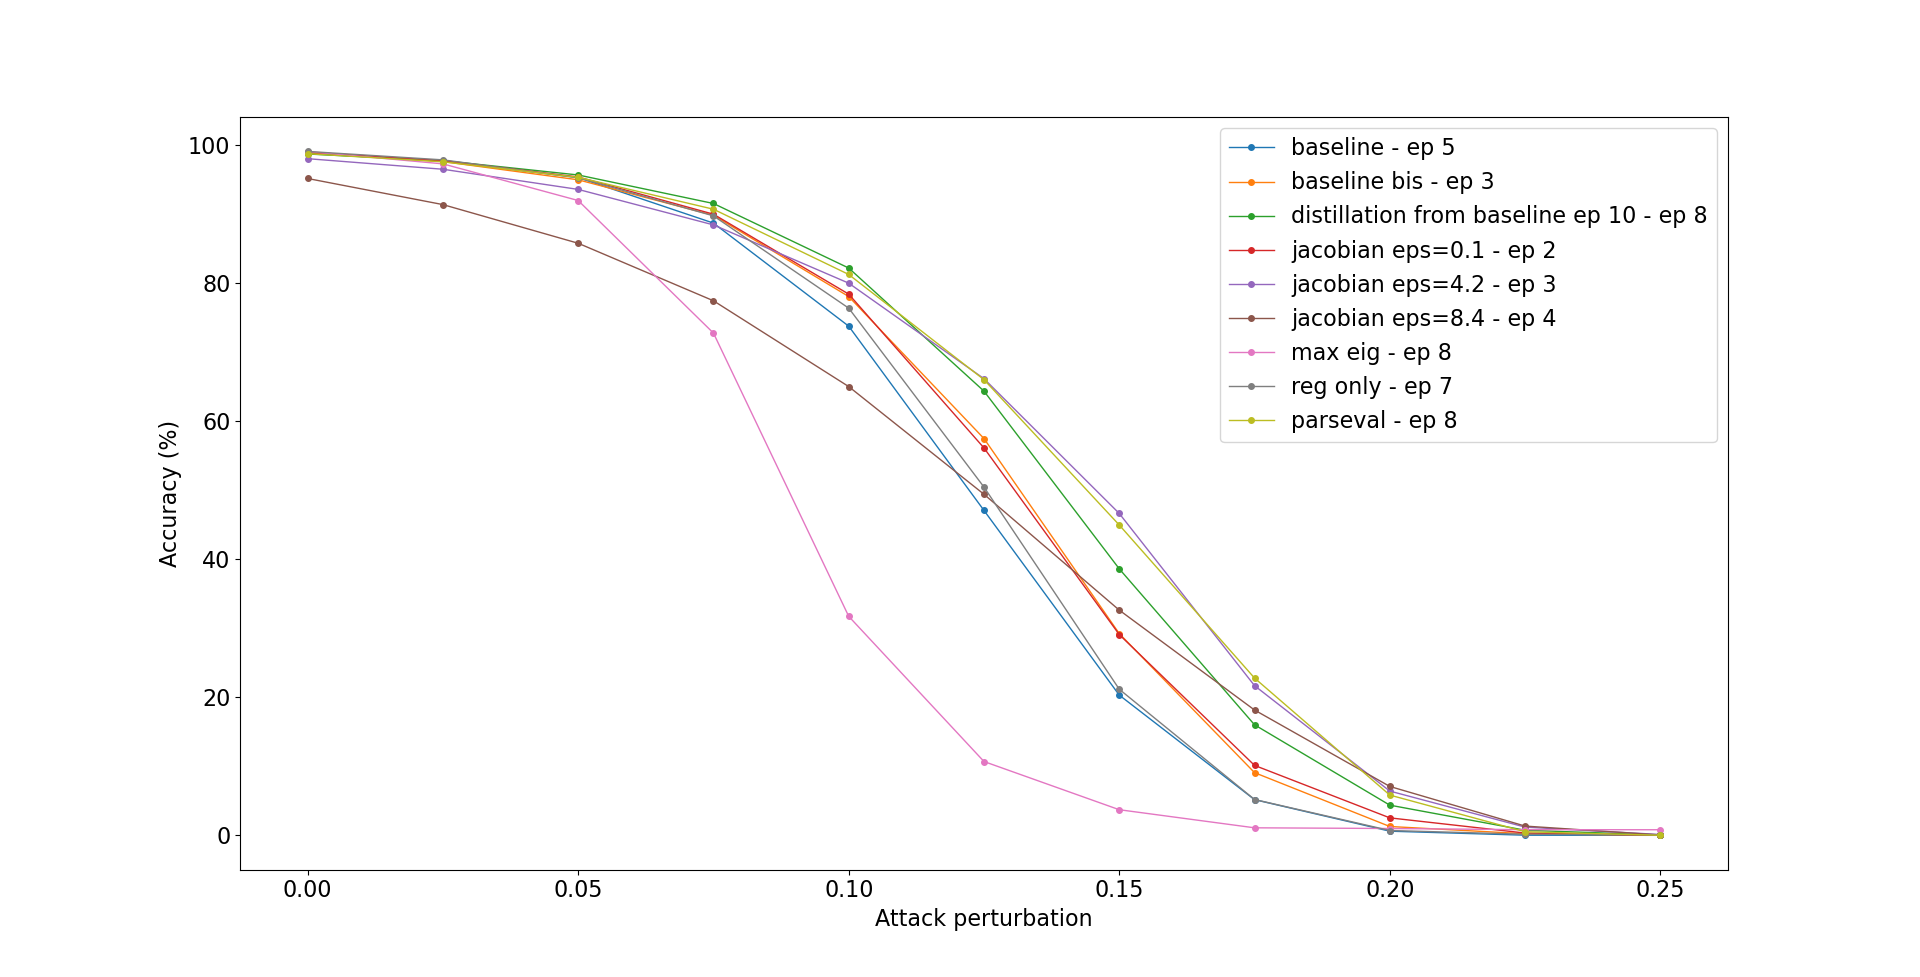 100
80
60
40
20
0
Accuracy (%)
0.00 0.05 0.10 0.15 0.20 0.25
Attack perturbation
baseline - ep 5
baseline bis - ep 3
distillation from baseline ep 10 - ep 8
jacobian eps=0.1 - ep 2
jacobian eps=4.2 - ep 3
jacobian eps=8.4 - ep 4
max eig - ep 8
reg only - ep 7
parseval - ep 8